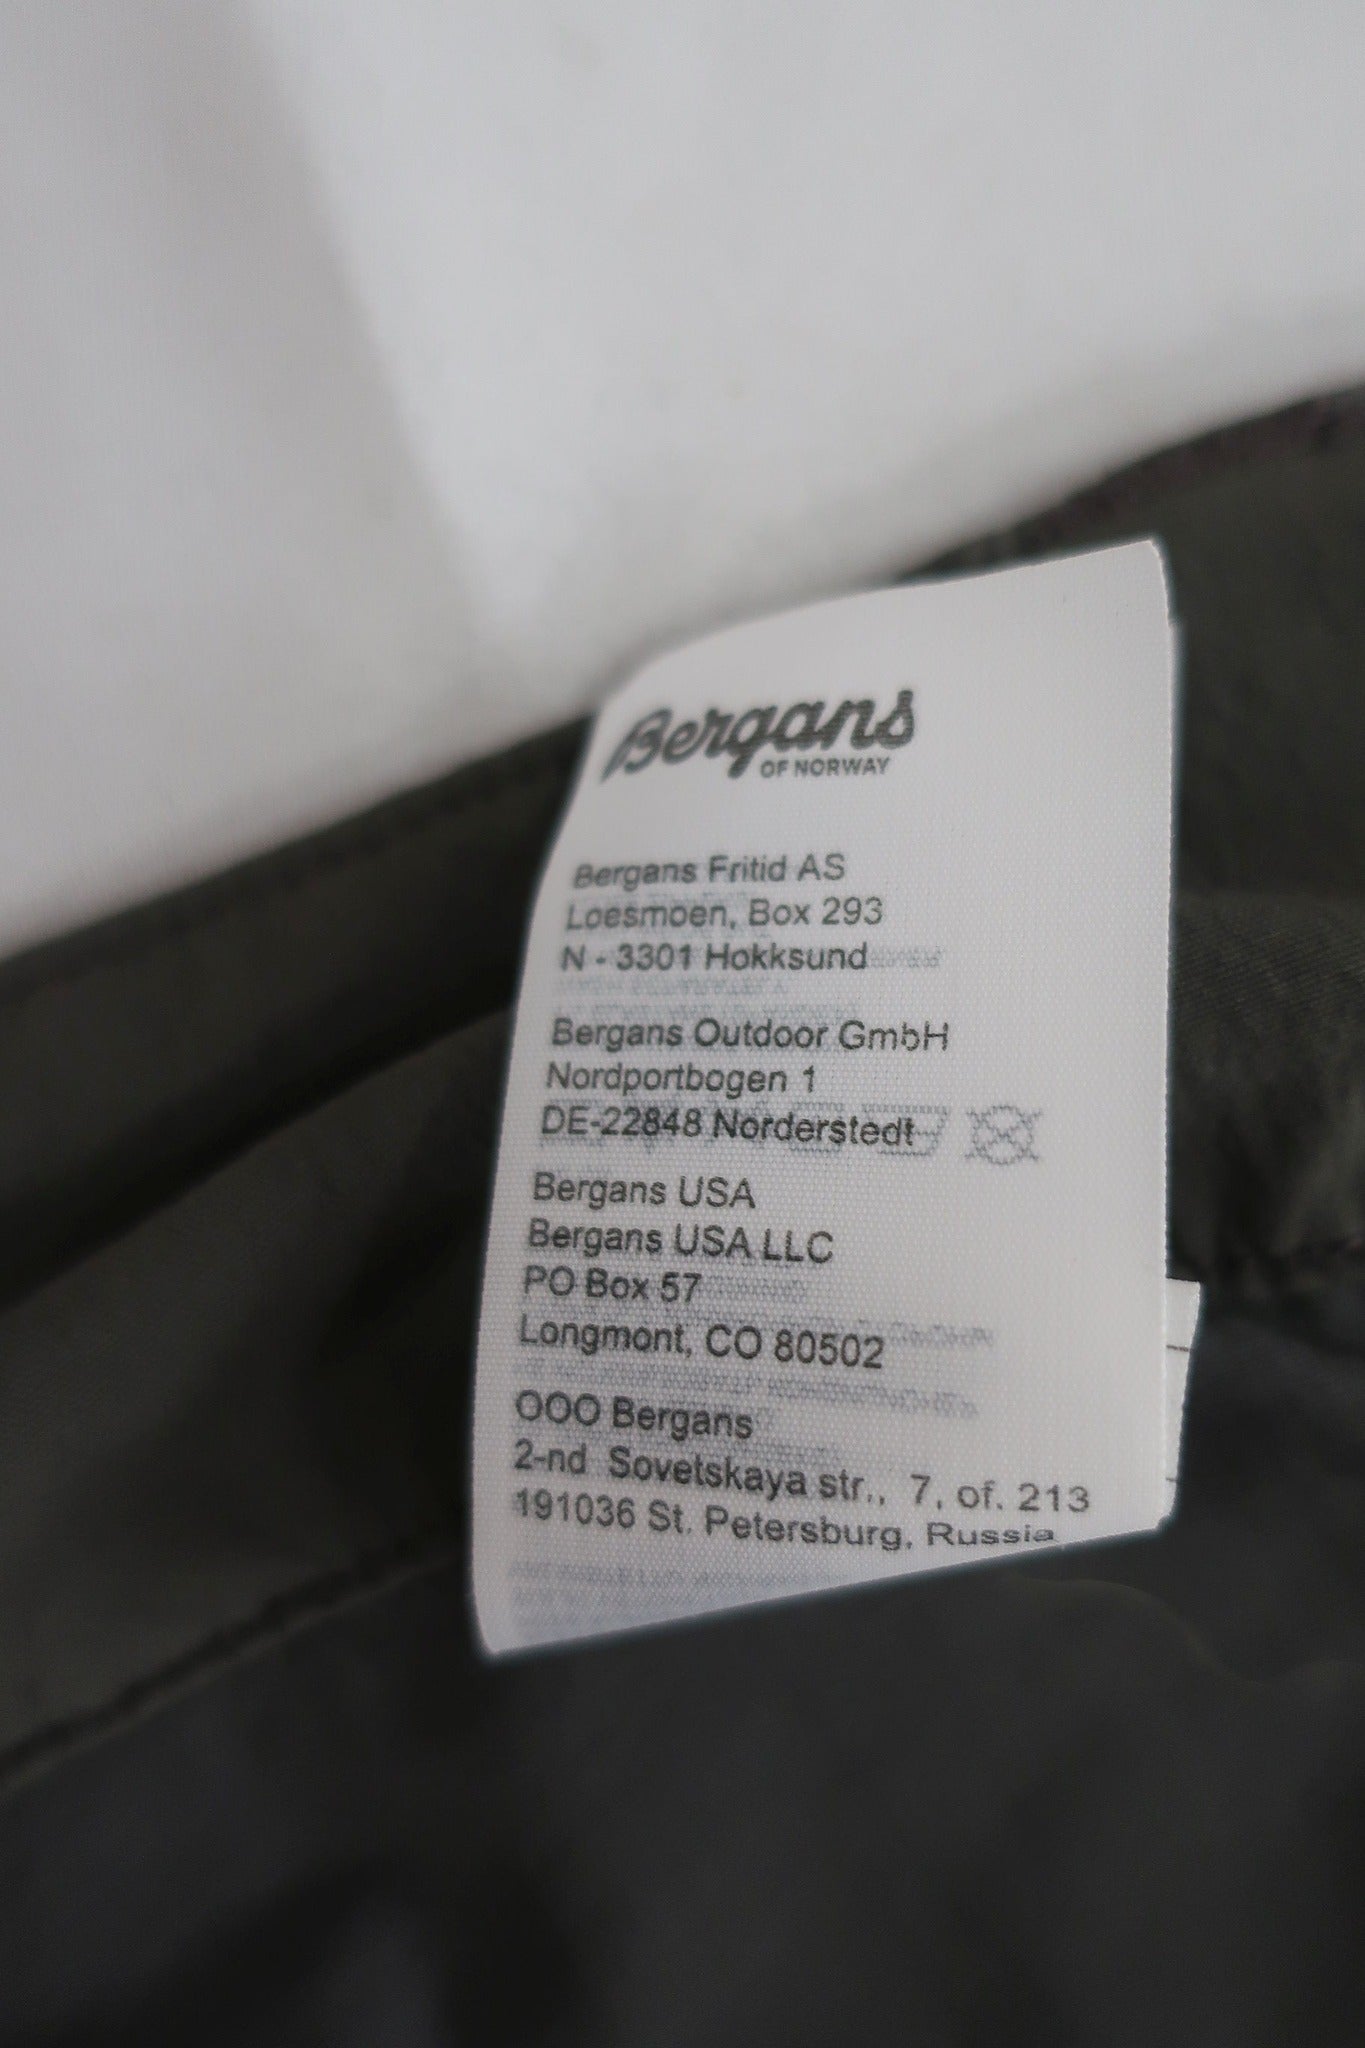 Bergans
OF NORWAY
Bergans Fritid AS
Loesmoen, Box 293
N - 3301 Hokksund
Bergans Outdoor GmbH
Nordportbogen 1
DE-22848 Norderstedt
Bergans USA
Bergans USA LLC
PO Box 57
Longmont, CO 80502
OOO Bergans
2-nd Sovetskaya str., 7, of. 213
191036 St. Petersburg, Russia